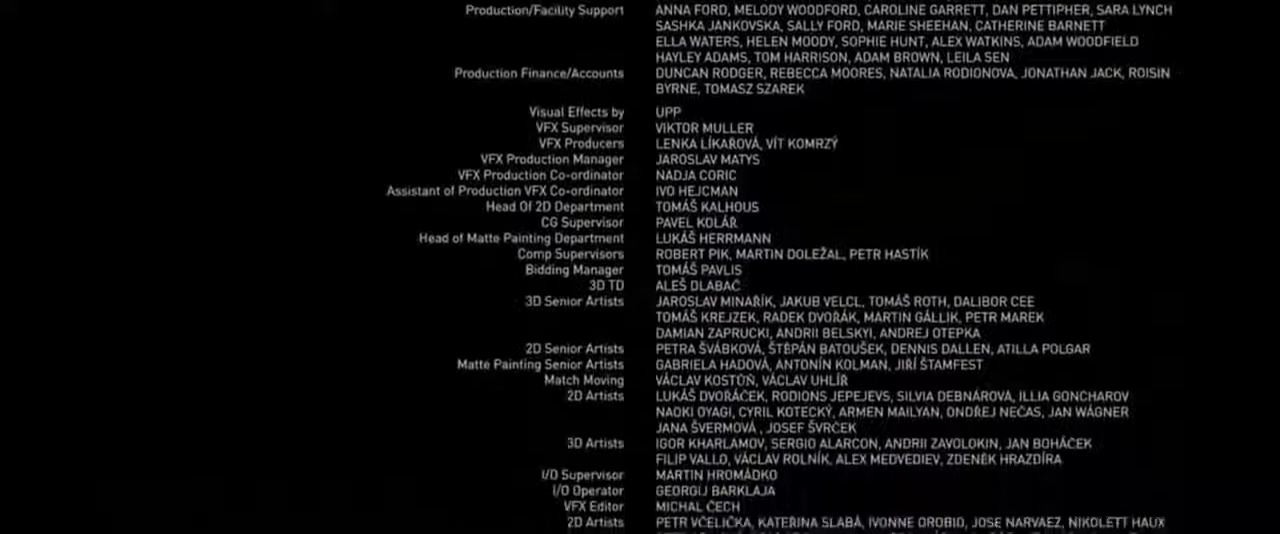 Production/Facility Support ANNA FORD, MELODY WOODFORD, CAROLINE GARRETT, DAN PETTIPHER, SARA LYNCH
SASHKA JANKOVSKA, SALLY FORD, MARIE SHEEHAN, CATHERINE BARNETT
ELLA WATERS, HELEN MOODY, SOPHIE HUNT, ALEX WATKINS, ADAM WOODFIELD
HAYLEY ADAMS, TOM HARRISON, ADAM BROWN, LEILA SEN
Production Finance/Accounts DUNCAN RODGER, REBECCA MOORES, NATALIA RODIONOVA, JONATHAN JACK, ROISIN
BYRNE, TOMASZ SZAREK
Visual Effects by UPP
VFX Supervisor VIKTOR MULLER
VFX Producers LENKA LÍKAŘOVÁ, VÍT KOMRZÝ
VFX Production Manager JAROSLAV MATYS
VFX Production Co-ordinator NADJA CORIC
Assistant of Production VFX Co-ordinator IVO HEJCMAN
Head Of 2D Department TOMÁŠ KALHOUS
CG Supervisor PAVEL KOLÁŘ
Head of Matte Painting Department LUKÁŠ HERRMANN
Comp Supervisors ROBERT PIK, MARTIN DOLEŽAL, PETR HASTÍK
Bidding Manager TOMÁŠ PAVLIS
3D TD ALEŠ DLABAČ
3D Senior Artists JAROSLAV MINAŘÍK, JAKUB VELCL, TOMÁŠ ROTH, DALIBOR CEE
TOMÁŠ KREJZEK, RADEK DVOŘÁK, MARTIN GÁLLIK, PETR MAREK
DAMIAN ZAPRUCKI, ANDRII BELSKYI, ANDREJ OTEPKA
2D Senior Artists PETRA ŠVÁBKOVÁ, ŠTĚPÁN BATOUŠEK, DENNIS DALLEN, ATILLA POLGAR
Matte Painting Senior Artists GABRIELA HADOVÁ, ANTONÍN KOLMAN, JIŘÍ ŠTAMFEST
Match Moving VÁCLAV KOSTŮŇ, VÁCLAV UHLÍŘ
2D Artists LUKÁŠ DVOŘÁČEK, RODIONS JEPEJEVS, SILVIA DEBNÁROVÁ, ILLIA GONCHAROV
NAOKI OYAGI, CYRIL KOTECKÝ, ARMEN MAILYAN, ONDŘEJ NEČAS, JAN WÁGNER
JANA ŠVERMOVÁ , JOSEF ŠVRČEK
3D Artists IGOR KHARLAMOV, SERGIO ALARCON, ANDRII ZAVOLOKIN, JAN BOHÁČEK
FILIP VALLO, VÁCLAV ROLNÍK, ALEX MEDVEDIEV, ZDENĚK HRAZDÍRA
I/O Supervisor MARTIN HROMÁDKO
I/O Operator GEORGIJ BARKLAJA
VFX Editor MICHAL ČECH
2D Artists PETR VČELIČKA, KATEŘINA SLABÁ, IVONNE OROBIO, JOSE NARVAEZ, NIKOLETT HAUX